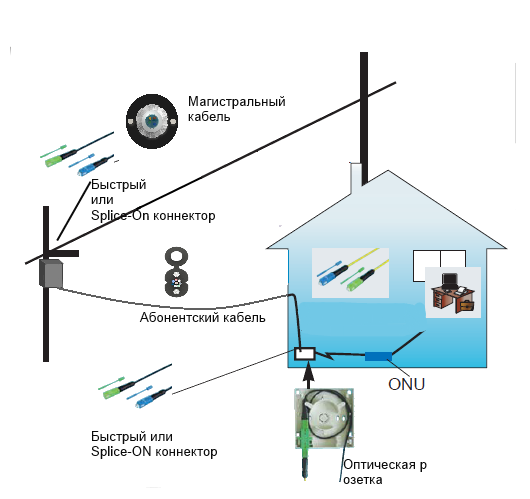 Магистральный
кабель
Быстрый
или
Splice-On коннектор
Абонентский кабель
ONU
Быстрый или
Splice-ON коннектор
Оптическая р
озетка